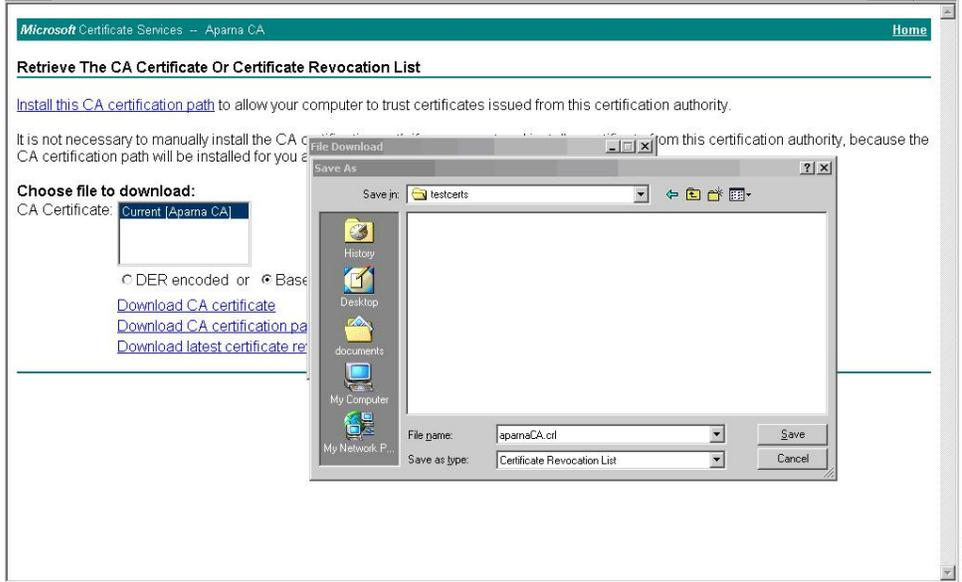 Microsoft Certificate Services -- Aparna CA Home
Retrieve The CA Certificate Or Certificate Revocation List
Install this CA certification path to allow your computer to trust certificates issued from this certification authority.
It is not necessary to manually install the CA from this certification authority, because the
CA certification path will be installed for you a
File Download
Save As
Save in: testcerts
Choose file to download:
CA Certificate: Current [Aparna CA]
DER encoded or Base
Download CA certificate
Download CA certification pa
Download latest certificate re
History
Desktop
documents
My Computer
My Network P...
File name: aparnaCA.crl Save
Save as type: Certificate Revocation List Cancel